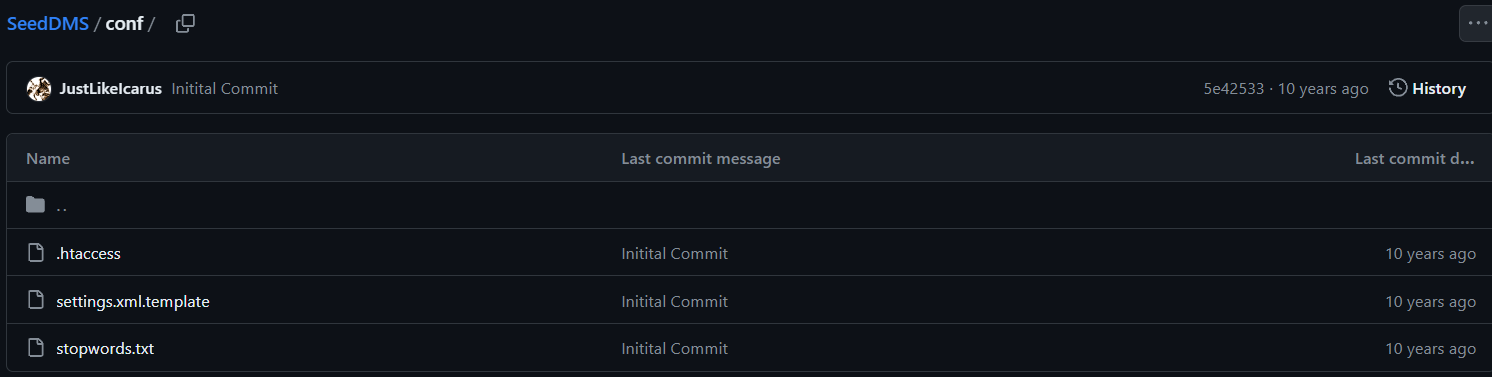 SeedDMS / conf /
JustLikeIcarus Initital Commit 5e42533 · 10 years ago History
Name Last commit message Last commit d...
..
.htaccess Initital Commit 10 years ago
settings.xml.template Initital Commit 10 years ago
stopwords.txt Initital Commit 10 years ago